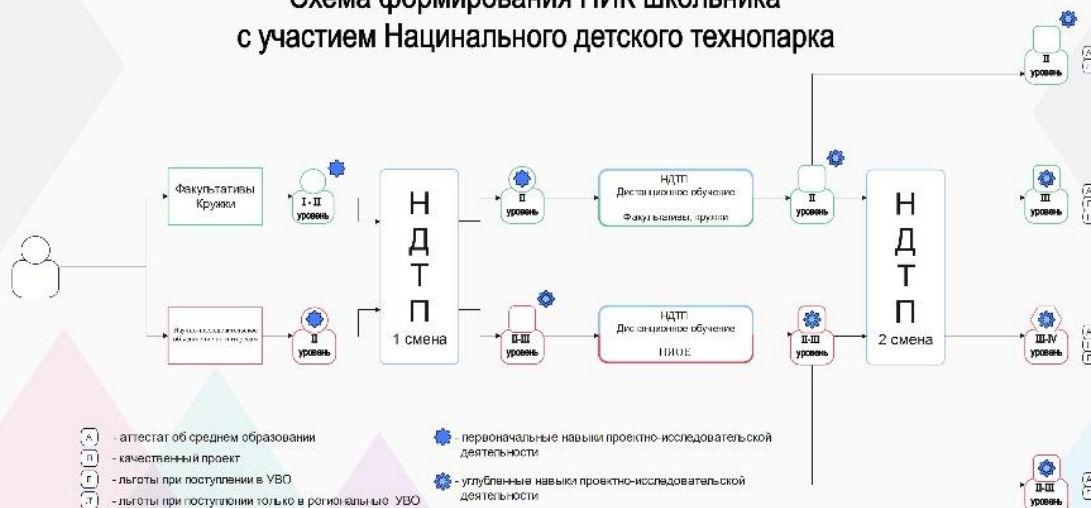 Схема формирования НИК школьника
с участием Нацинального детского технопарка
II
уровень
Факультативы
Кружки
I - II
уровень
Н
Д
Т
П
1 смена
II
уровень
НДТП
Дистанционное обучение
Факультативы, кружки
II
уровень
Н
Д
Т
П
2 смена
III
уровень
II
уровень
II-III
уровень
НДТП
Дистанционное обучение
II-III
уровень
III-IV
уровень
II-III
уровень
А - аттестат об среднем образовании
П - качественный проект
- льготы при поступлении в УВО
- льготы при поступлении только в региональные УВО
- первоначальные навыки проектно-исследовательской
деятельности
- углубленные навыки проектно-исследовательской
деятельности